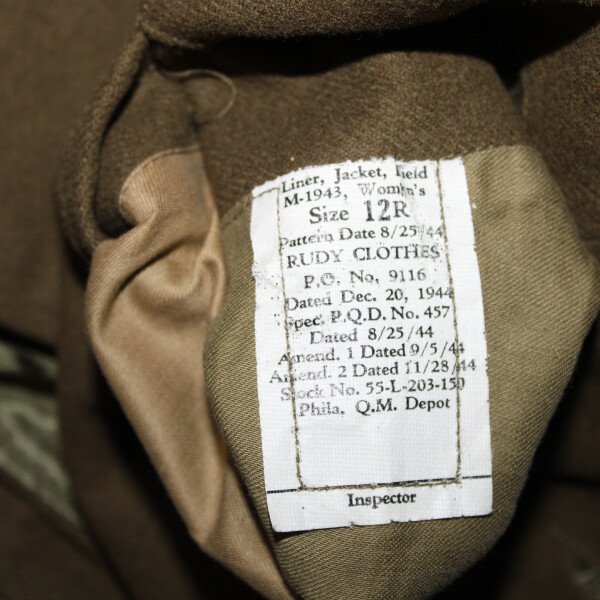 Liner, Jacket, Field
M-1943, Women's
Size 12R
Pattern Date 8/25/44
RUDY CLOTHES
P.O. No. 9116
Dated Dec. 20, 1944
Spec. P.Q.D. No. 457
Dated 8/25/44
Amend. 1 Dated 9/5/44
Amend. 2 Dated 11/28/44
Stock No. 55-L-203-150
Phila. Q.M. Depot
Inspector